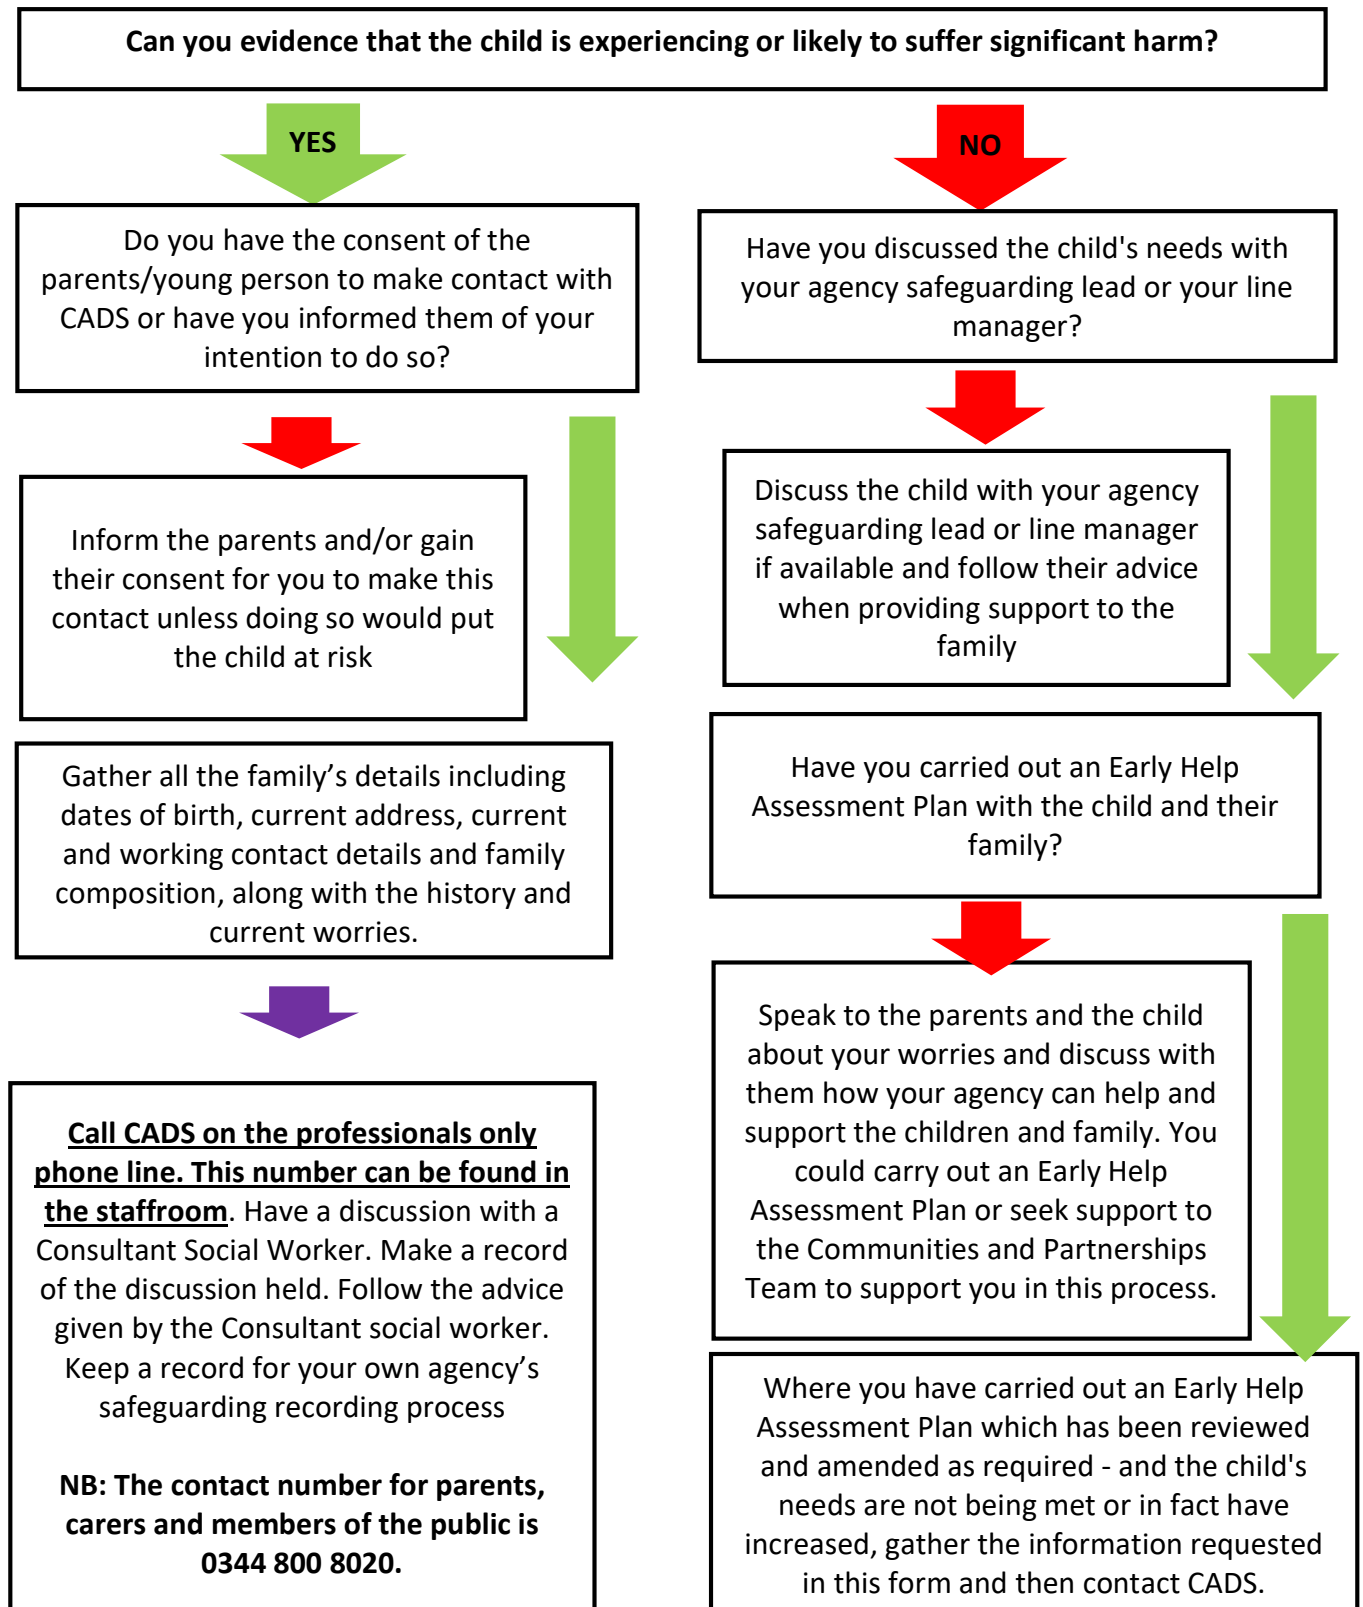 Can you evidence that the child is experiencing or likely to suffer significant harm?
YES
Do you have the consent of the
parents/young person to make contact with
CADS or have you informed them of your
intention to do so?
Inform the parents and/or gain
their consent for you to make this
contact unless doing so would put
the child at risk
Gather all the family’s details including
dates of birth, current address, current
and working contact details and family
composition, along with the history and
current worries.
Call CADS on the professionals only
phone line. This number can be found in
the staffroom. Have a discussion with a
Consultant Social Worker. Make a record
of the discussion held. Follow the advice
given by the Consultant social worker.
Keep a record for your own agency’s
safeguarding recording process
NB: The contact number for parents,
carers and members of the public is
0344 800 8020.
NO
Have you discussed the child's needs with
your agency safeguarding lead or your line
manager?
Discuss the child with your agency
safeguarding lead or line manager
if available and follow their advice
when providing support to the
family
Have you carried out an Early Help
Assessment Plan with the child and their
family?
Speak to the parents and the child
about your worries and discuss with
them how your agency can help and
support the children and family. You
could carry out an Early Help
Assessment Plan or seek support to
the Communities and Partnerships
Team to support you in this process.
Where you have carried out an Early Help
Assessment Plan which has been reviewed
and amended as required - and the child's
needs are not being met or in fact have
increased, gather the information requested
in this form and then contact CADS.